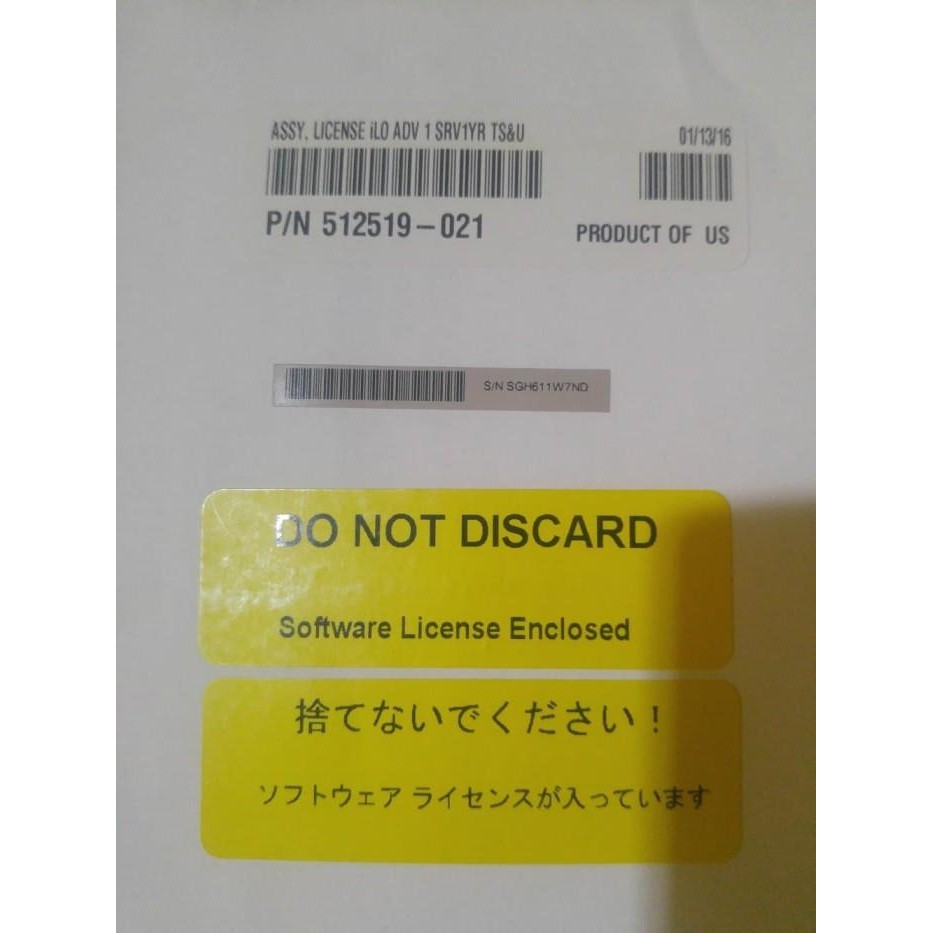 ASSY, LICENSE iLO ADV 1 SRV1YR TS&U 01/13/16
P/N 512519-021 PRODUCT OF US
S/N SGH611W7ND
DO NOT DISCARD
Software License Enclosed
捨てないでください！
ソフトウェア ライセンスが入っています